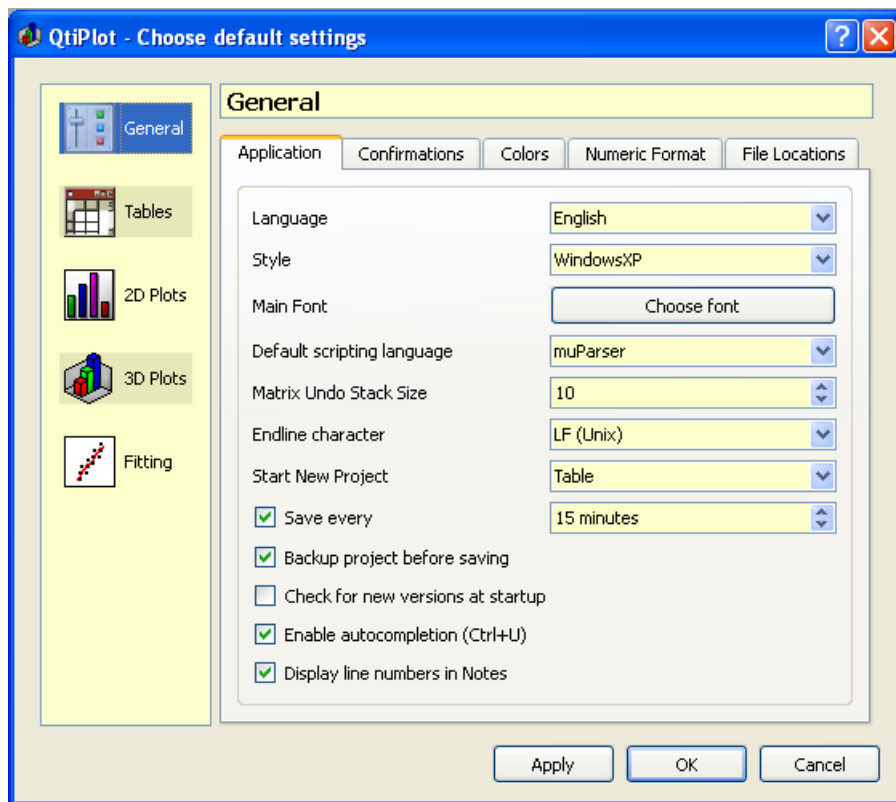 QtiPlot - Choose default settings
General
Tables
2D Plots
3D Plots
Fitting
General
Application Confirmations Colors Numeric Format File Locations
Language English
Style WindowsXP
Main Font Choose font
Default scripting language muParser
Matrix Undo Stack Size 10
Endline character LF (Unix)
Start New Project Table
Save every 15 minutes
Backup project before saving
Check for new versions at startup
Enable autocompletion (Ctrl+U)
Display line numbers in Notes
Apply OK Cancel